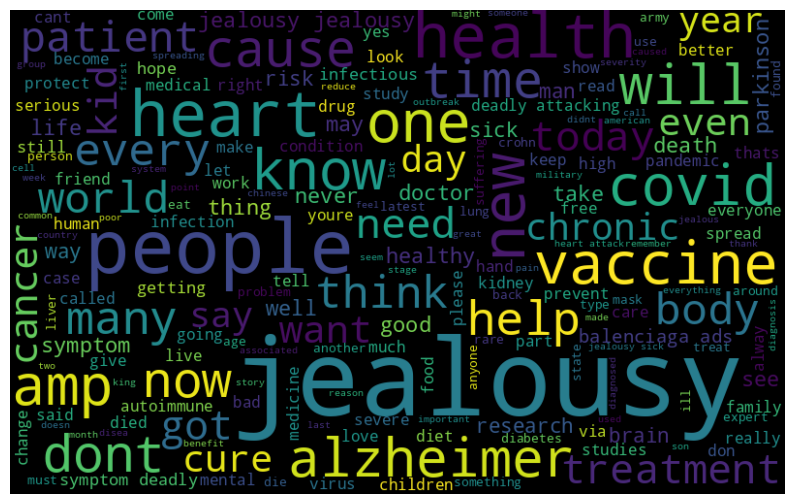 cant
might
someone
come
jealousy jealousy
yes
army
year
patient
cause
health
use
severity
caused
spreading
become
look
better
group
first
reduce
protect
hope
medical
right
risk
infectious
time
man
show
read
will
parkinson
found
serious
kid
drug
study
outbreak
deadly attacking
didnt
american
life
heart
may
one
sick
call
even
still
person
every
condition
crohn
today
death
thats
cell
week
system
make
let
know
day
suffering
new
keep
high
pandemic
lot
friend
work
never
doctor
take
covid
world
point
chinese
eat
youre
feel
latest
lung
military
free
everyone
common
poor
human
thing
need
chronic
jealous
spread
country
infection
seem
great
heart attackremember
thank
way
people
healthy
hand
pain
vaccine
cancer
case
getting
tell
think
stage
kidney
prevent
everything
diagnosis
called
problem
back
type
mask
around
liver
many
say
well
please
help
made
care
body
going
age
want
good
rare
part
balenciaga ads
symptom
live
another
much
anyone
state
jealousy sick
treat
alway
see
two
give
associated
food
diagnosed
amp
now
king
story
jealousy
reason
important
used
ill
family
said
died
bad
medicine
severe
research
via
expert
change
autoimmune
got
last
love
diet
diabetes
studies
brain
really
doesn
month
disea
benefit
cure
alzheimer
don
son
dont
must
symptom deadly
mental
die
virus
children
something
treatment